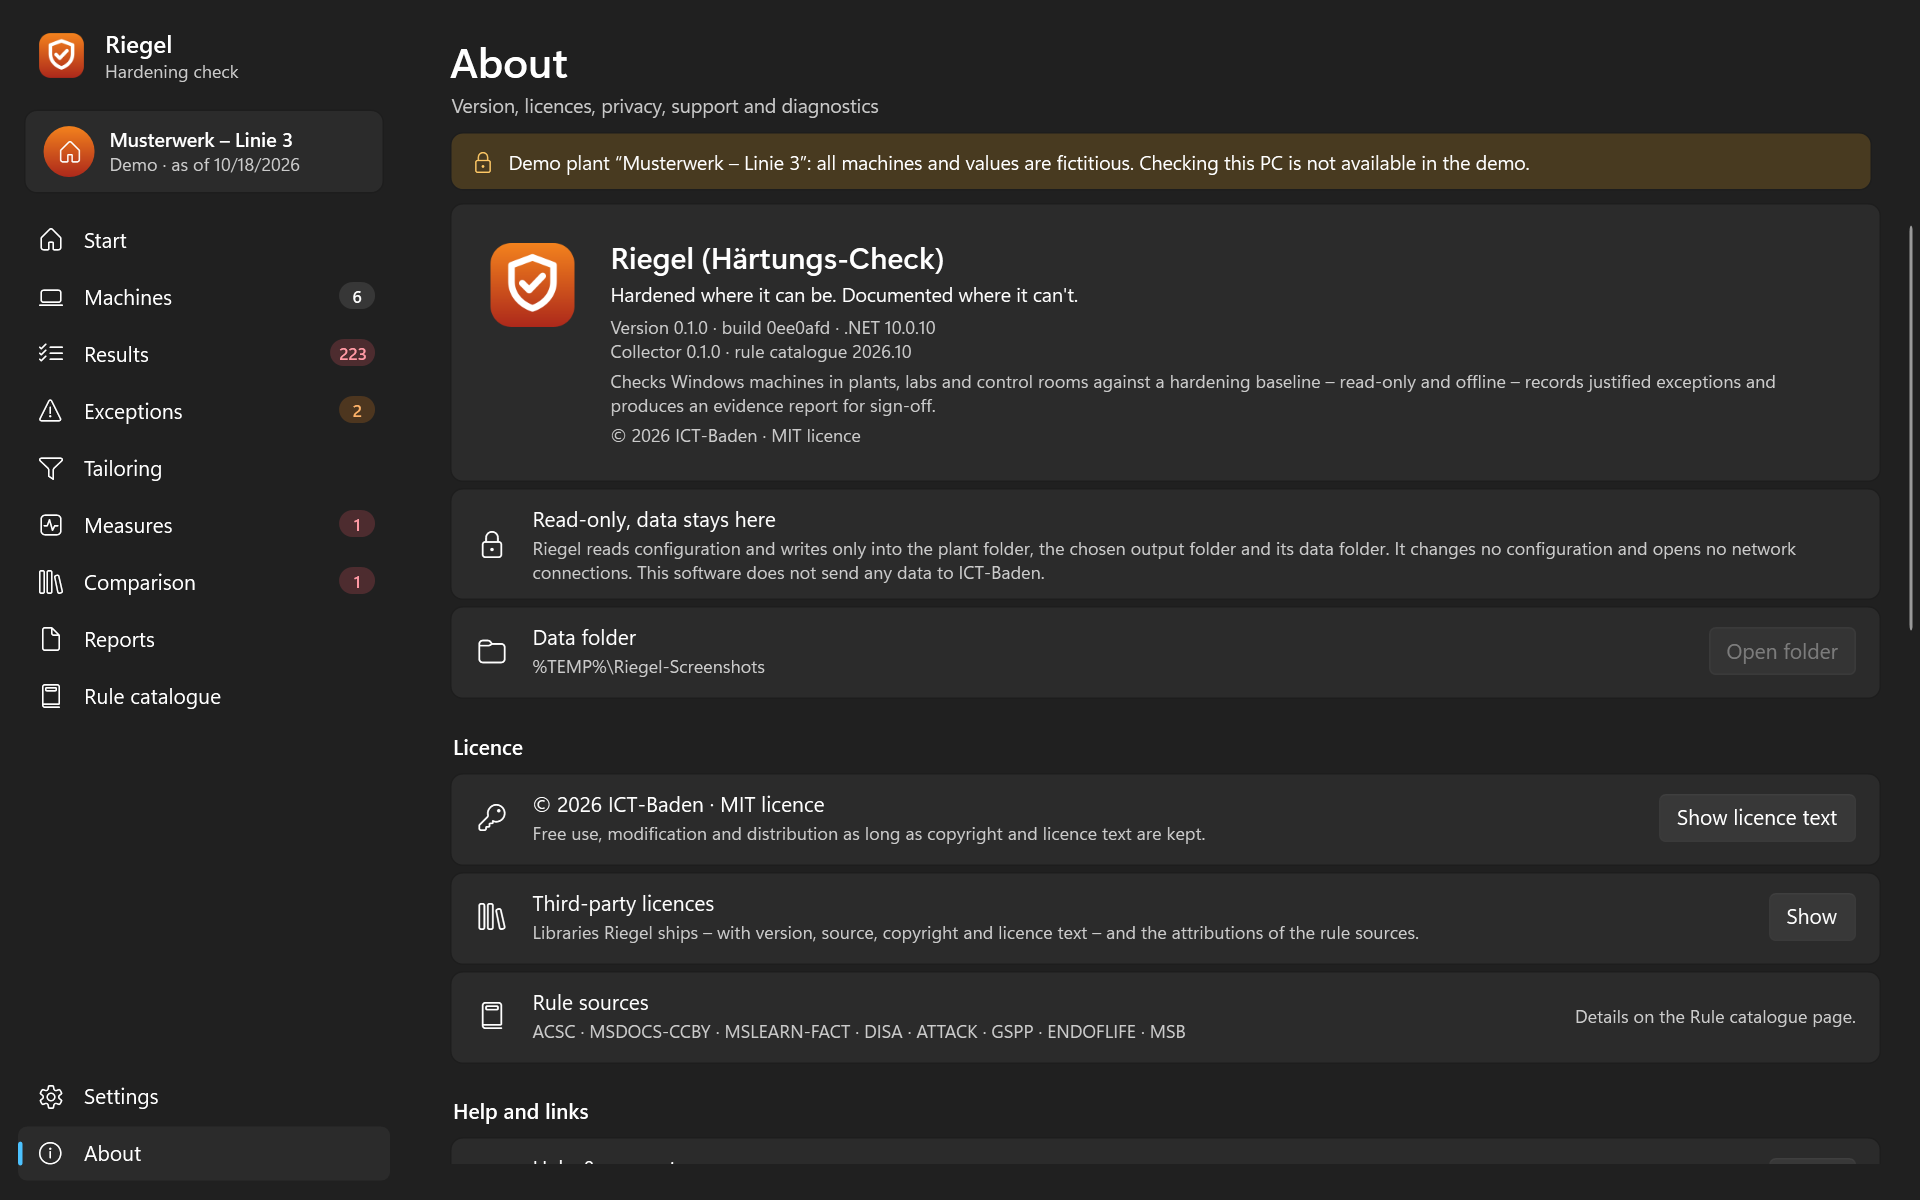 Riegel
Hardening check
Musterwerk – Linie 3
Demo · as of 10/18/2026
Start
Machines 6
Results 223
Exceptions 2
Tailoring
Measures 1
Comparison 1
Reports
Rule catalogue
Settings
About
About
Version, licences, privacy, support and diagnostics
Demo plant “Musterwerk – Linie 3”: all machines and values are fictitious. Checking this PC is not available in the demo.
Riegel (Härtungs-Check)
Hardened where it can be. Documented where it can't.
Version 0.1.0 · build 0ee0afd · .NET 10.0.10
Collector 0.1.0 · rule catalogue 2026.10
Checks Windows machines in plants, labs and control rooms against a hardening baseline – read-only and offline – records justified exceptions and
produces an evidence report for sign-off.
© 2026 ICT-Baden · MIT licence
Read-only, data stays here
Riegel reads configuration and writes only into the plant folder, the chosen output folder and its data folder. It changes no configuration and opens no network
connections. This software does not send any data to ICT-Baden.
Data folder
%TEMP%\Riegel-Screenshots
Open folder
Licence
© 2026 ICT-Baden · MIT licence
Free use, modification and distribution as long as copyright and licence text are kept.
Show licence text
Third-party licences
Libraries Riegel ships – with version, source, copyright and licence text – and the attributions of the rule sources.
Show
Rule sources
ACSC · MSDOCS-CCBY · MSLEARN-FACT · DISA · ATTACK · GSPP · ENDOFLIFE · MSB
Details on the Rule catalogue page.
Help and links